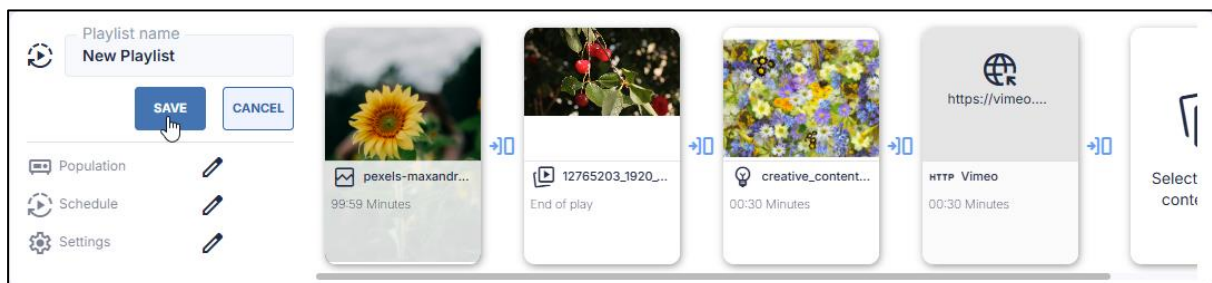 Playlist name
New Playlist
SAVE
CANCEL
Population
Schedule
Settings
pexels-maxandr...
99:59 Minutes
12765203_1920_...
End of play
creative_content...
00:30 Minutes
https://vimeo....
HTTP Vimeo
00:30 Minutes
Select
conte